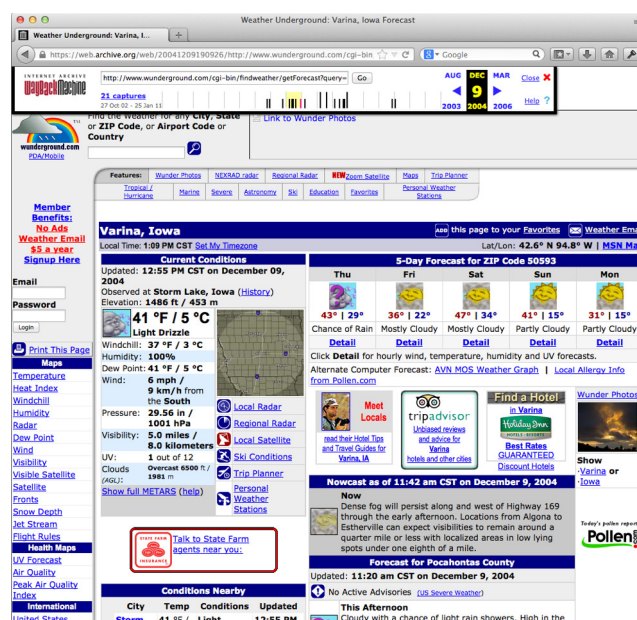 Weather Underground: Varina, Iowa Forecast
Weather Underground: Varina, I...
https://web.archive.org/web/20041209190926/http://www.wunderground.com/cgi-bin
Google
INTERNET ARCHIVE
WayBackMachine
http://www.wunderground.com/cgi-bin/findweather/getForecast?query=
Go
AUG DEC MAR
Close
21 captures
9
27 Oct 02 - 25 Jan 11
2003 2004 2006
Help ?
Find the Weather for any City, State
or ZIP Code, or Airport Code or
Country
Link to Wunder Photos
wunderground.com
PDA/Mobile
Features: Wunder Photos NEXRAD radar Regional Radar NEW Zoom Satellite Maps Trip Planner
Tropical / Hurricane Marine Severe Astronomy Ski Education Favorites Personal Weather Stations
Member
Benefits:
No Ads
Weather Email
$5 a year
Signup Here
Email
Password
Login
Print This Page
Maps
Temperature
Heat Index
Windchill
Humidity
Radar
Dew Point
Wind
Visibility
Visible Satellite
Satellite
Fronts
Snow Depth
Jet Stream
Flight Rules
Health Maps
UV Forecast
Air Quality
Peak Air Quality
Index
International
United States
Varina, Iowa
ADD this page to your Favorites Weather Ema
Local Time: 1:09 PM CST Set My Timezone
Lat/Lon: 42.6° N 94.8° W | MSN Ma
Current Conditions
Updated: 12:55 PM CST on December 09,
2004
Observed at Storm Lake, Iowa (History)
Elevation: 1486 ft / 453 m
41 °F / 5 °C
Light Drizzle
Windchill: 37 °F / 3 °C
Humidity: 100%
Dew Point: 41 °F / 5 °C
Wind: 6 mph /
9 km/h from
the South
Pressure: 29.56 in /
1001 hPa
Visibility: 5.0 miles /
8.0 kilometers
UV: 1 out of 12
Clouds (AGL): Overcast 6500 ft /
1981 m
Show full METARS (help)
Local Radar
Regional Radar
Local Satellite
Ski Conditions
Trip Planner
Personal
Weather
Stations
STATE FARM
INSURANCE
Talk to State Farm
agents near you:
Conditions Nearby
City Temp Conditions Updated
Storm 41 °F / Light 12:55 PM
5-Day Forecast for ZIP Code 50593
Thu Fri Sat Sun Mon
43° | 29° 36° | 22° 47° | 34° 41° | 15° 31° | 15°
Chance of Rain Mostly Cloudy Mostly Cloudy Partly Cloudy Partly Cloudy
Detail Detail Detail Detail Detail
Click Detail for hourly wind, temperature, humidity and UV forecasts.
Alternate Computer Forecast: AVN MOS Weather Graph | Local Allergy Info
from Pollen.com
Meet
Locals
read their Hotel Tips
and Travel Guides for
Varina, IA
tripadvisor
Unbiased
reviews
and advice for
Varina
hotels and other cities
Find a Hotel
in Varina
Holiday Inn
HOTELS · RESORTS
Best Rates
GUARANTEED
Discount Hotels
Wunder Photos
Show
·Varina or
·Iowa
Today's pollen report
Pollen
Nowcast as of 11:42 am CST on December 9, 2004
Now
Dense fog will persist along and west of Highway 169
through the early afternoon. Locations from Algona to
Estherville can expect visibilities to remain around a
quarter mile or less with localized areas in low lying
spots under one eighth of a mile.
Forecast for Pocahontas County
Updated: 11:20 am CST on December 9, 2004
No Active Advisories (US Severe Weather)
This Afternoon
Cloudy with a chance of light rain showers. High in the